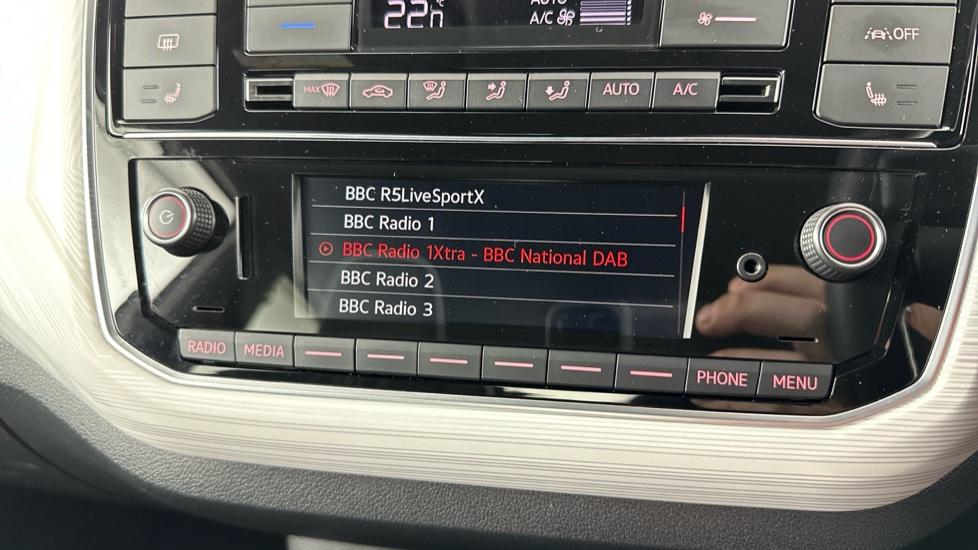 AUTO
22
°C
A/C
OFF
MAX
AUTO
A/C
BBC R5LiveSportX
BBC Radio 1
BBC Radio 1Xtra - BBC National DAB
BBC Radio 2
BBC Radio 3
RADIO
MEDIA
PHONE
MENU